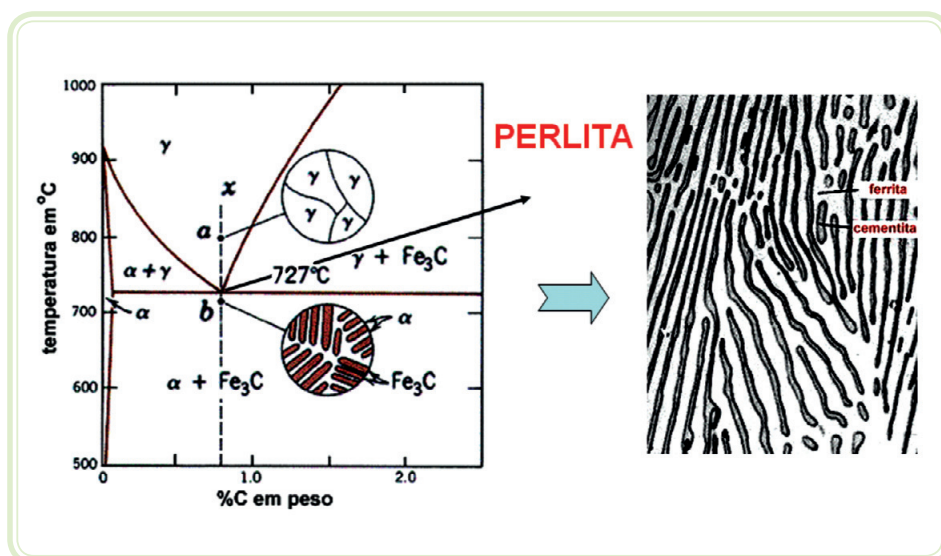 1000
900
800
700
600
500
temperatura em °C
γ
x
γ
γ
γ
γ
a
α + γ
727°C
γ + Fe₃C
α
b
α
α + Fe₃C
Fe₃C
0
1.0
2.0
%C em peso
PERLITA
ferrita
cementita